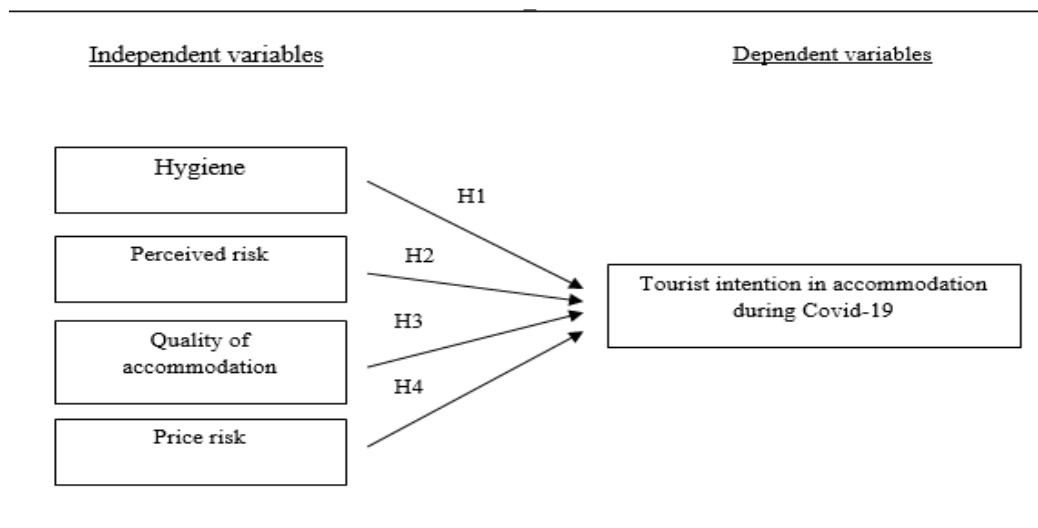 Independent variables
Dependent variables
Hygiene
H1
Perceived risk
H2
Tourist intention in accommodation
during Covid-19
H3
Quality of
accommodation
H4
Price risk